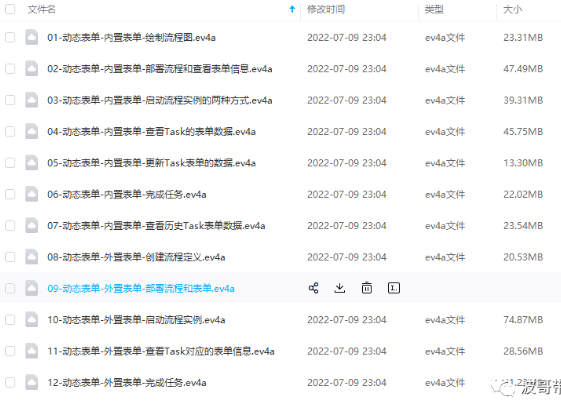 文件名 修改时间 类型 大小
01-动态表单-内置表单-绘制流程图.ev4a 2022-07-09 23:04 ev4a文件 23.31MB
02-动态表单-内置表单-部署流程和查看表单信息.ev4a 2022-07-09 23:04 ev4a文件 47.49MB
03-动态表单-内置表单-启动流程实例的两种方式.ev4a 2022-07-09 23:04 ev4a文件 39.31MB
04-动态表单-内置表单-查看Task的表单数据.ev4a 2022-07-09 23:04 ev4a文件 45.75MB
05-动态表单-内置表单-更新Task表单的数据.ev4a 2022-07-09 23:04 ev4a文件 13.30MB
06-动态表单-内置表单-完成任务.ev4a 2022-07-09 23:04 ev4a文件 22.02MB
07-动态表单-内置表单-查看历史Task表单数据.ev4a 2022-07-09 23:04 ev4a文件 23.54MB
08-动态表单-外置表单-创建流程定义.ev4a 2022-07-09 23:04 ev4a文件 20.53MB
09-动态表单-外置表单-部署流程和表单.ev4a
10-动态表单-外置表单-启动流程实例.ev4a 2022-07-09 23:04 ev4a文件 74.87MB
11-动态表单-外置表单-查看Task对应的表单信息.ev4a 2022-07-09 23:04 ev4a文件 28.56MB
12-动态表单-外置表单-完成任务.ev4a 2022-07-09 23:04 ev4a文件
波哥带